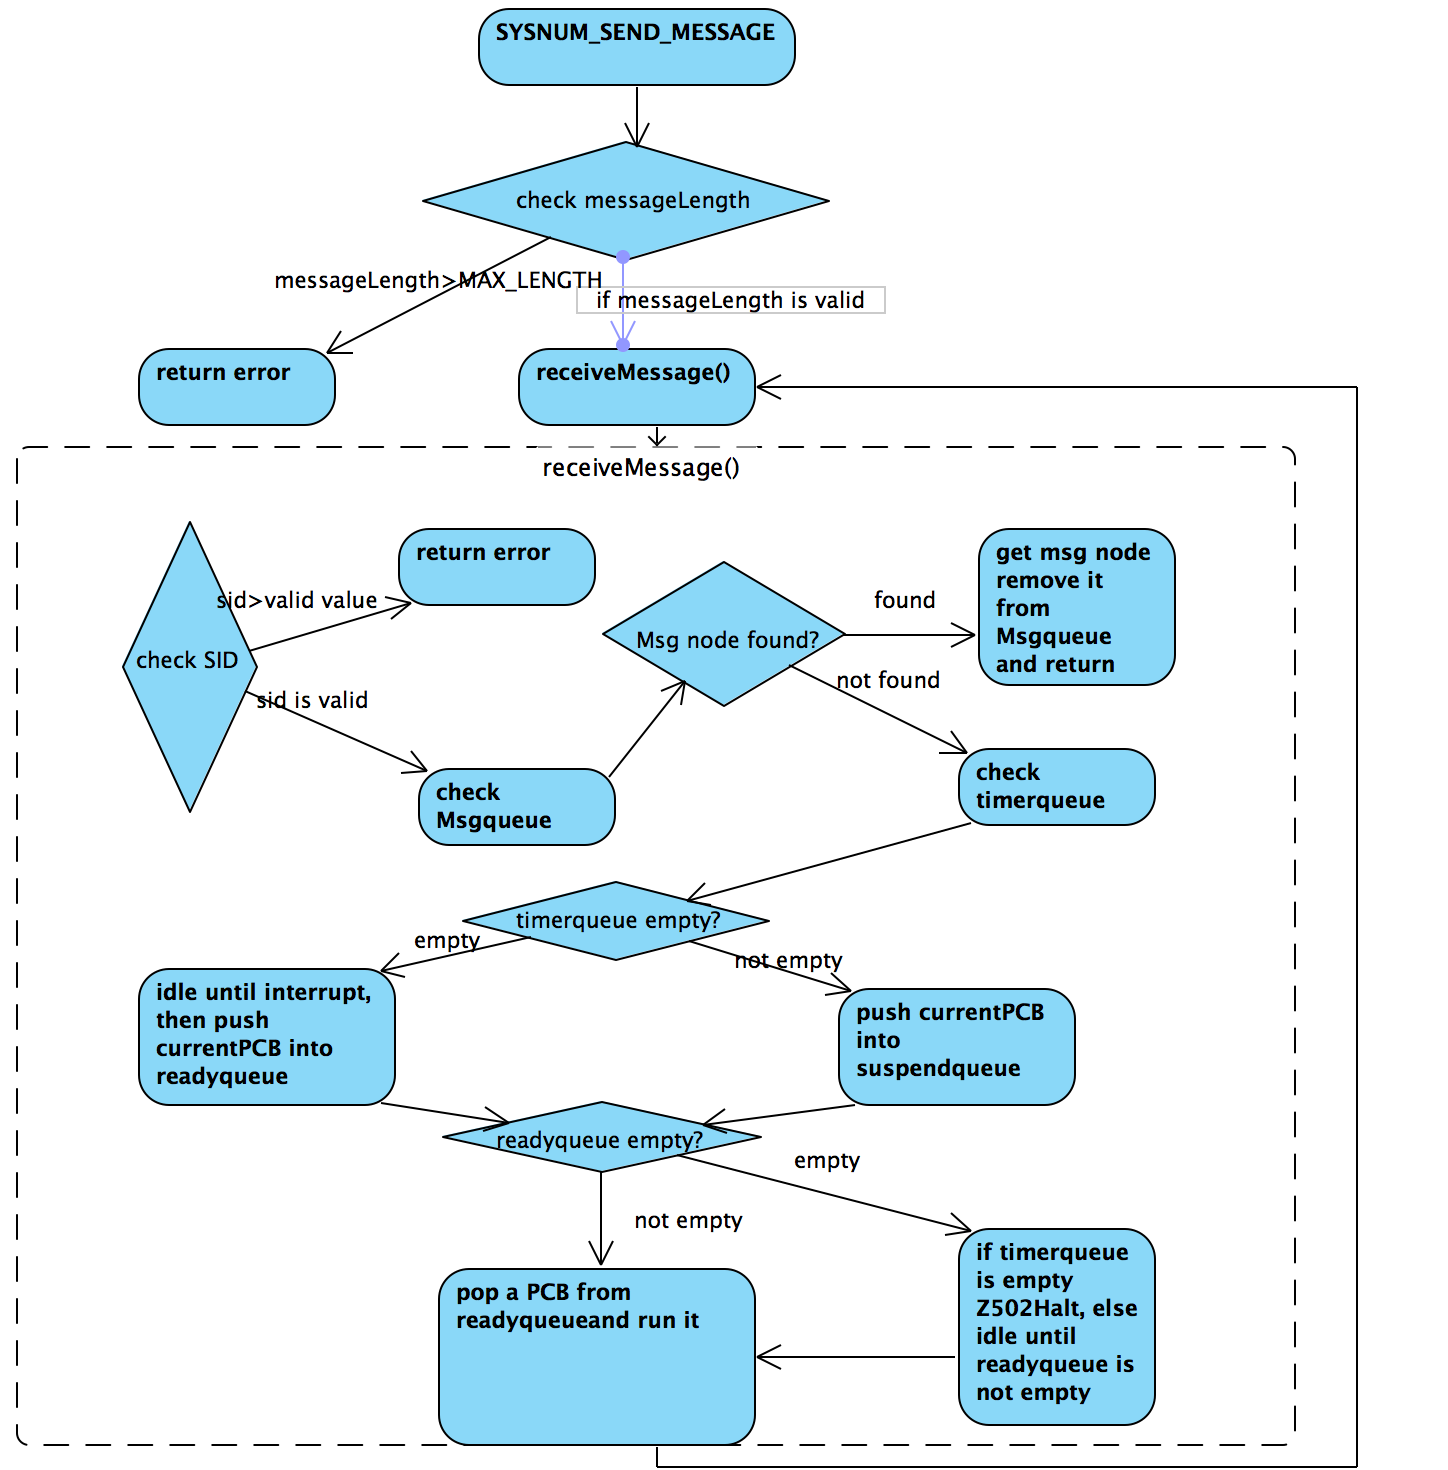 SYSNUM_SEND_MESSAGE
check messageLength
messageLength>MAX_LENGTH
if messageLength is valid
return error
receiveMessage()
receiveMessage()
return error
sid>valid value
check SID
sid is valid
check
Msgqueue
Msg node found?
found
get msg node
remove it
from
Msgqueue
and return
not found
check
timerqueue
timerqueue empty?
empty
not empty
idle until interrupt,
then push
currentPCB into
readyqueue
push currentPCB
into
suspendqueue
readyqueue empty?
empty
not empty
if timerqueue
is empty
Z502Halt, else
idle until
readyqueue is
not empty
pop a PCB from
readyqueueand run it